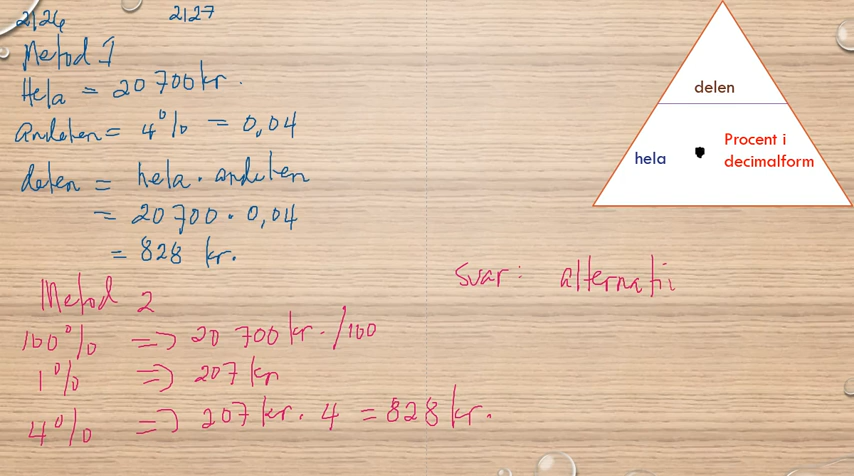 2126
2127
Metod 1
Hela = 20 700 kr.
andelen = 4% = 0,04
delen = hela · andelen
= 20 700 · 0,04
= 828 kr.
Metod 2
100% => 20 700 kr. /100
1% => 207 kr
4% => 207 kr. 4 = 828 kr.
delen
hela
Procent i
decimalform
Svar: alternati